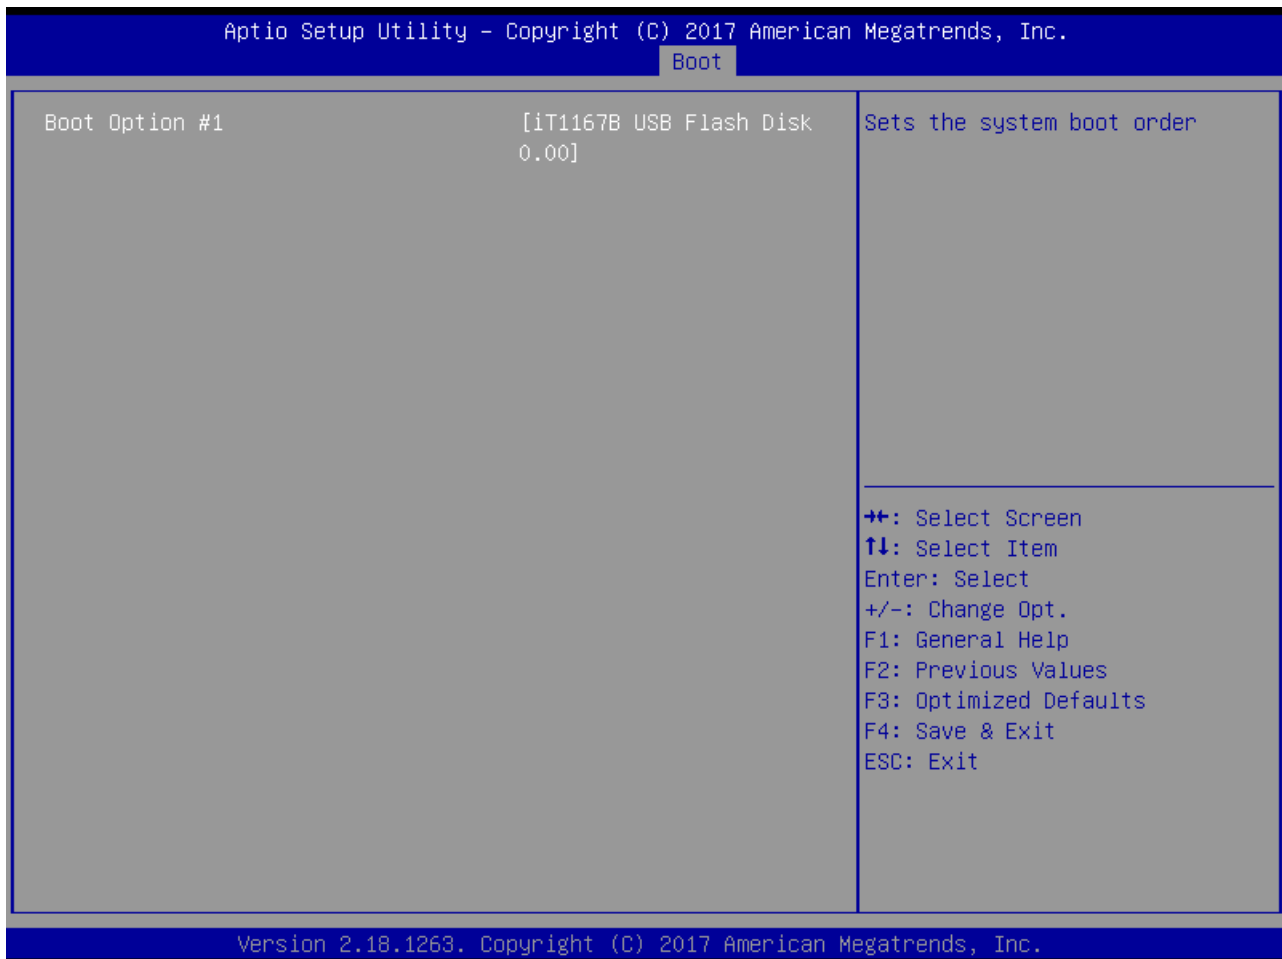 Aptio Setup Utility – Copyright (C) 2017 American Megatrends, Inc.
Boot
Boot Option #1 [iT1167B USB Flash Disk
0.00]
Sets the system boot order
→←: Select Screen
↑↓: Select Item
Enter: Select
+/-: Change Opt.
F1: General Help
F2: Previous Values
F3: Optimized Defaults
F4: Save & Exit
ESC: Exit
Version 2.18.1263. Copyright (C) 2017 American Megatrends, Inc.